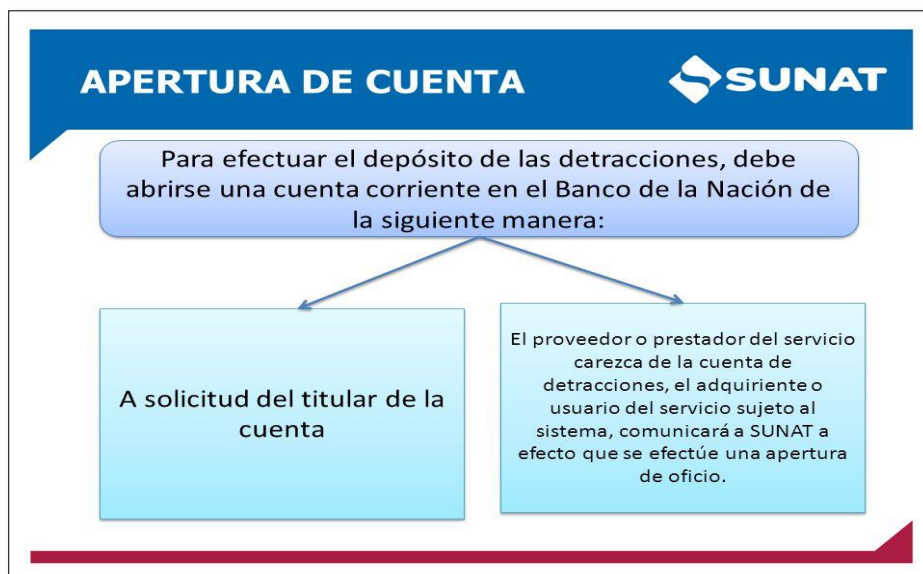 APERTURA DE CUENTA
SUNAT
Para efectuar el depósito de las detracciones, debe
abrirse una cuenta corriente en el Banco de la Nación de
la siguiente manera:
A solicitud del titular de la
cuenta
El proveedor o prestador del servicio
carezca de la cuenta de
detracciones, el adquiriente o
usuario del servicio sujeto al
sistema, comunicará a SUNAT a
efecto que se efectúe una apertura
de oficio.